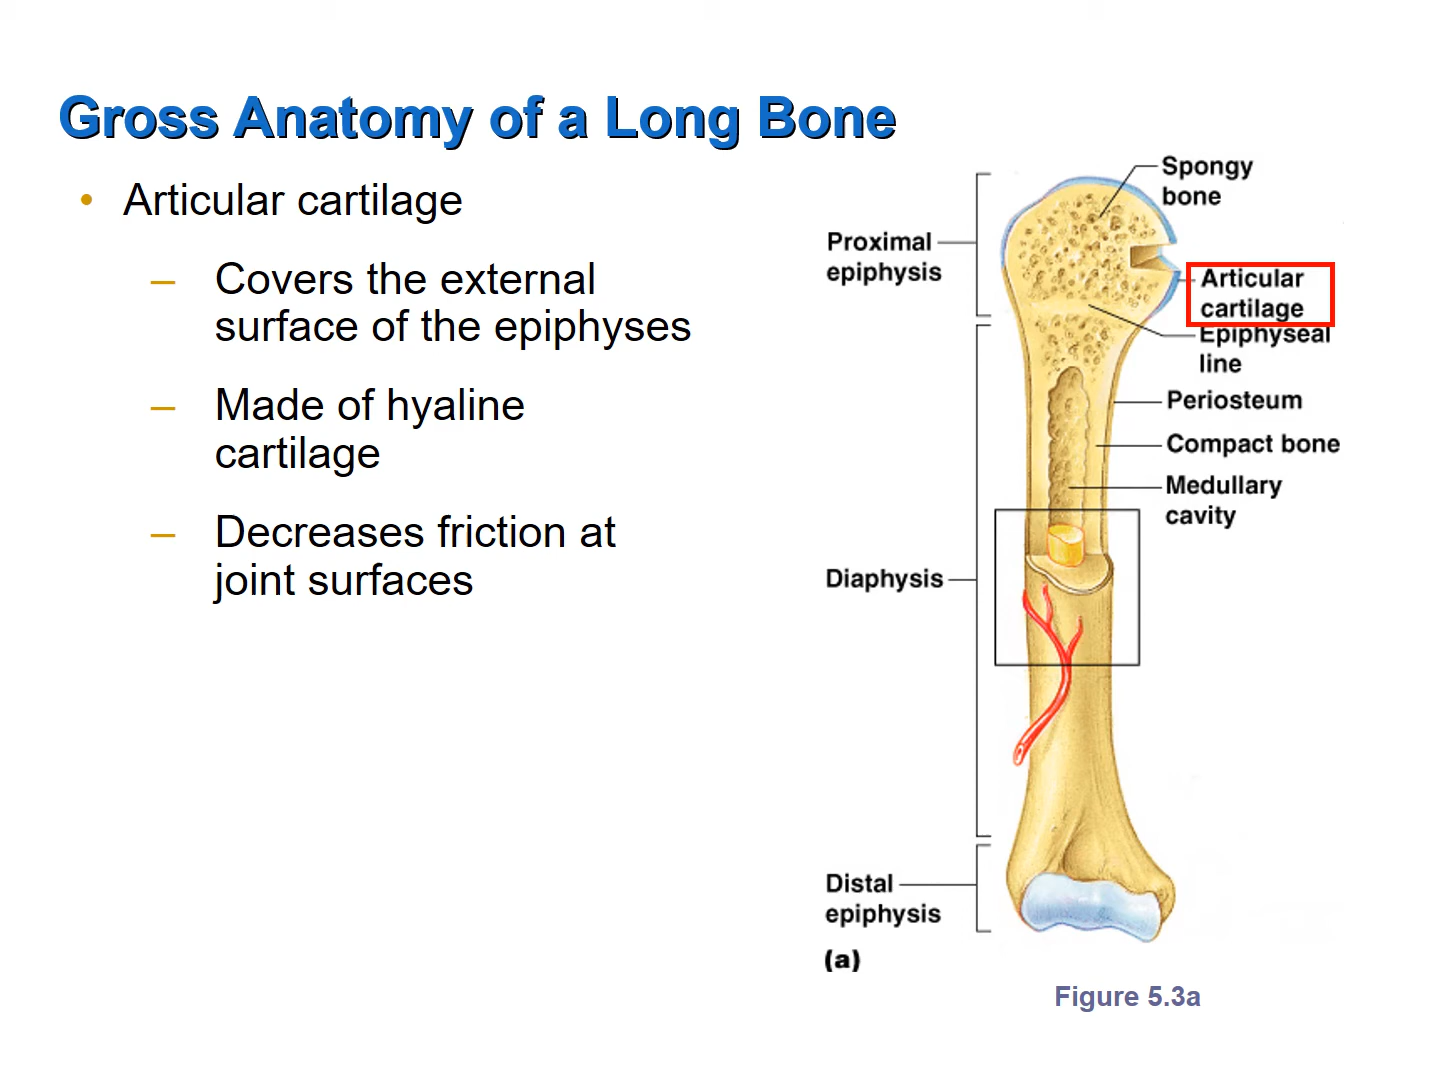 Gross Anatomy of a Long Bone
• Articular cartilage
– Covers the external
surface of the epiphyses
– Made of hyaline
cartilage
– Decreases friction at
joint surfaces
Spongy
bone
Proximal
epiphysis
Articular
cartilage
Epiphyseal
line
Periosteum
Compact bone
Medullary
cavity
Diaphysis
Distal
epiphysis
(a)
Figure 5.3a